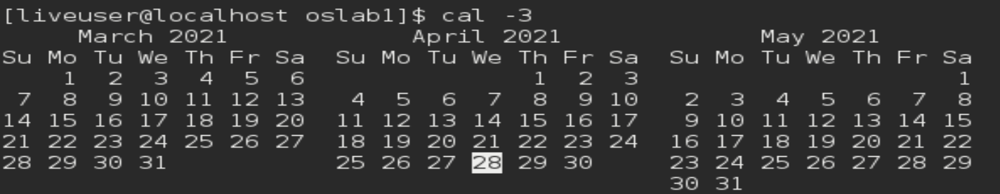 [liveuser@localhost oslab1]$ cal -3
     March 2021            April 2021             May 2021
Su Mo Tu We Th Fr Sa  Su Mo Tu We Th Fr Sa  Su Mo Tu We Th Fr Sa
    1  2  3  4  5  6               1  2  3                     1
 7  8  9 10 11 12 13   4  5  6  7  8  9 10   2  3  4  5  6  7  8
14 15 16 17 18 19 20  11 12 13 14 15 16 17   9 10 11 12 13 14 15
21 22 23 24 25 26 27  18 19 20 21 22 23 24  16 17 18 19 20 21 22
28 29 30 31           25 26 27 28 29 30     23 24 25 26 27 28 29
                                            30 31